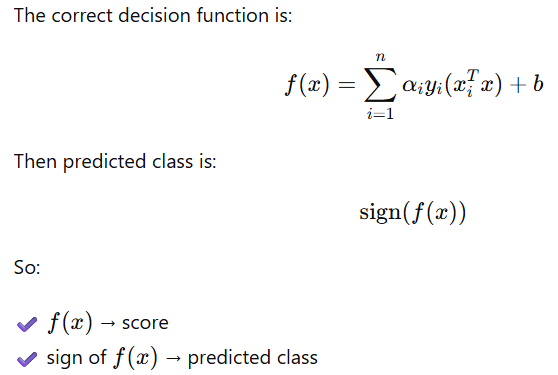 The correct decision function is:
f(x) = \sum_{i=1}^{n} α_i y_i (x_i^T x) + b
Then predicted class is:
sign(f(x))
So:
✔ f(x) → score
✔ sign of f(x) → predicted class